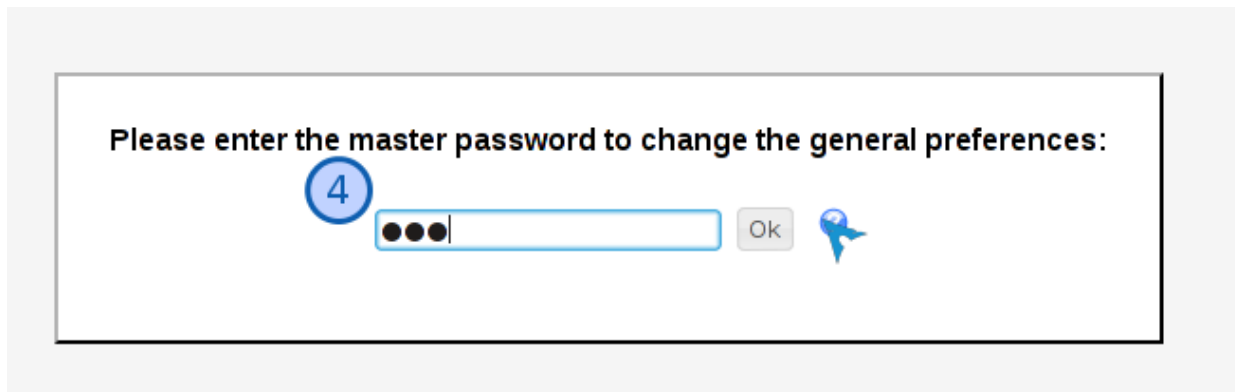 Please enter the master password to change the general preferences:
4
●●● Ok